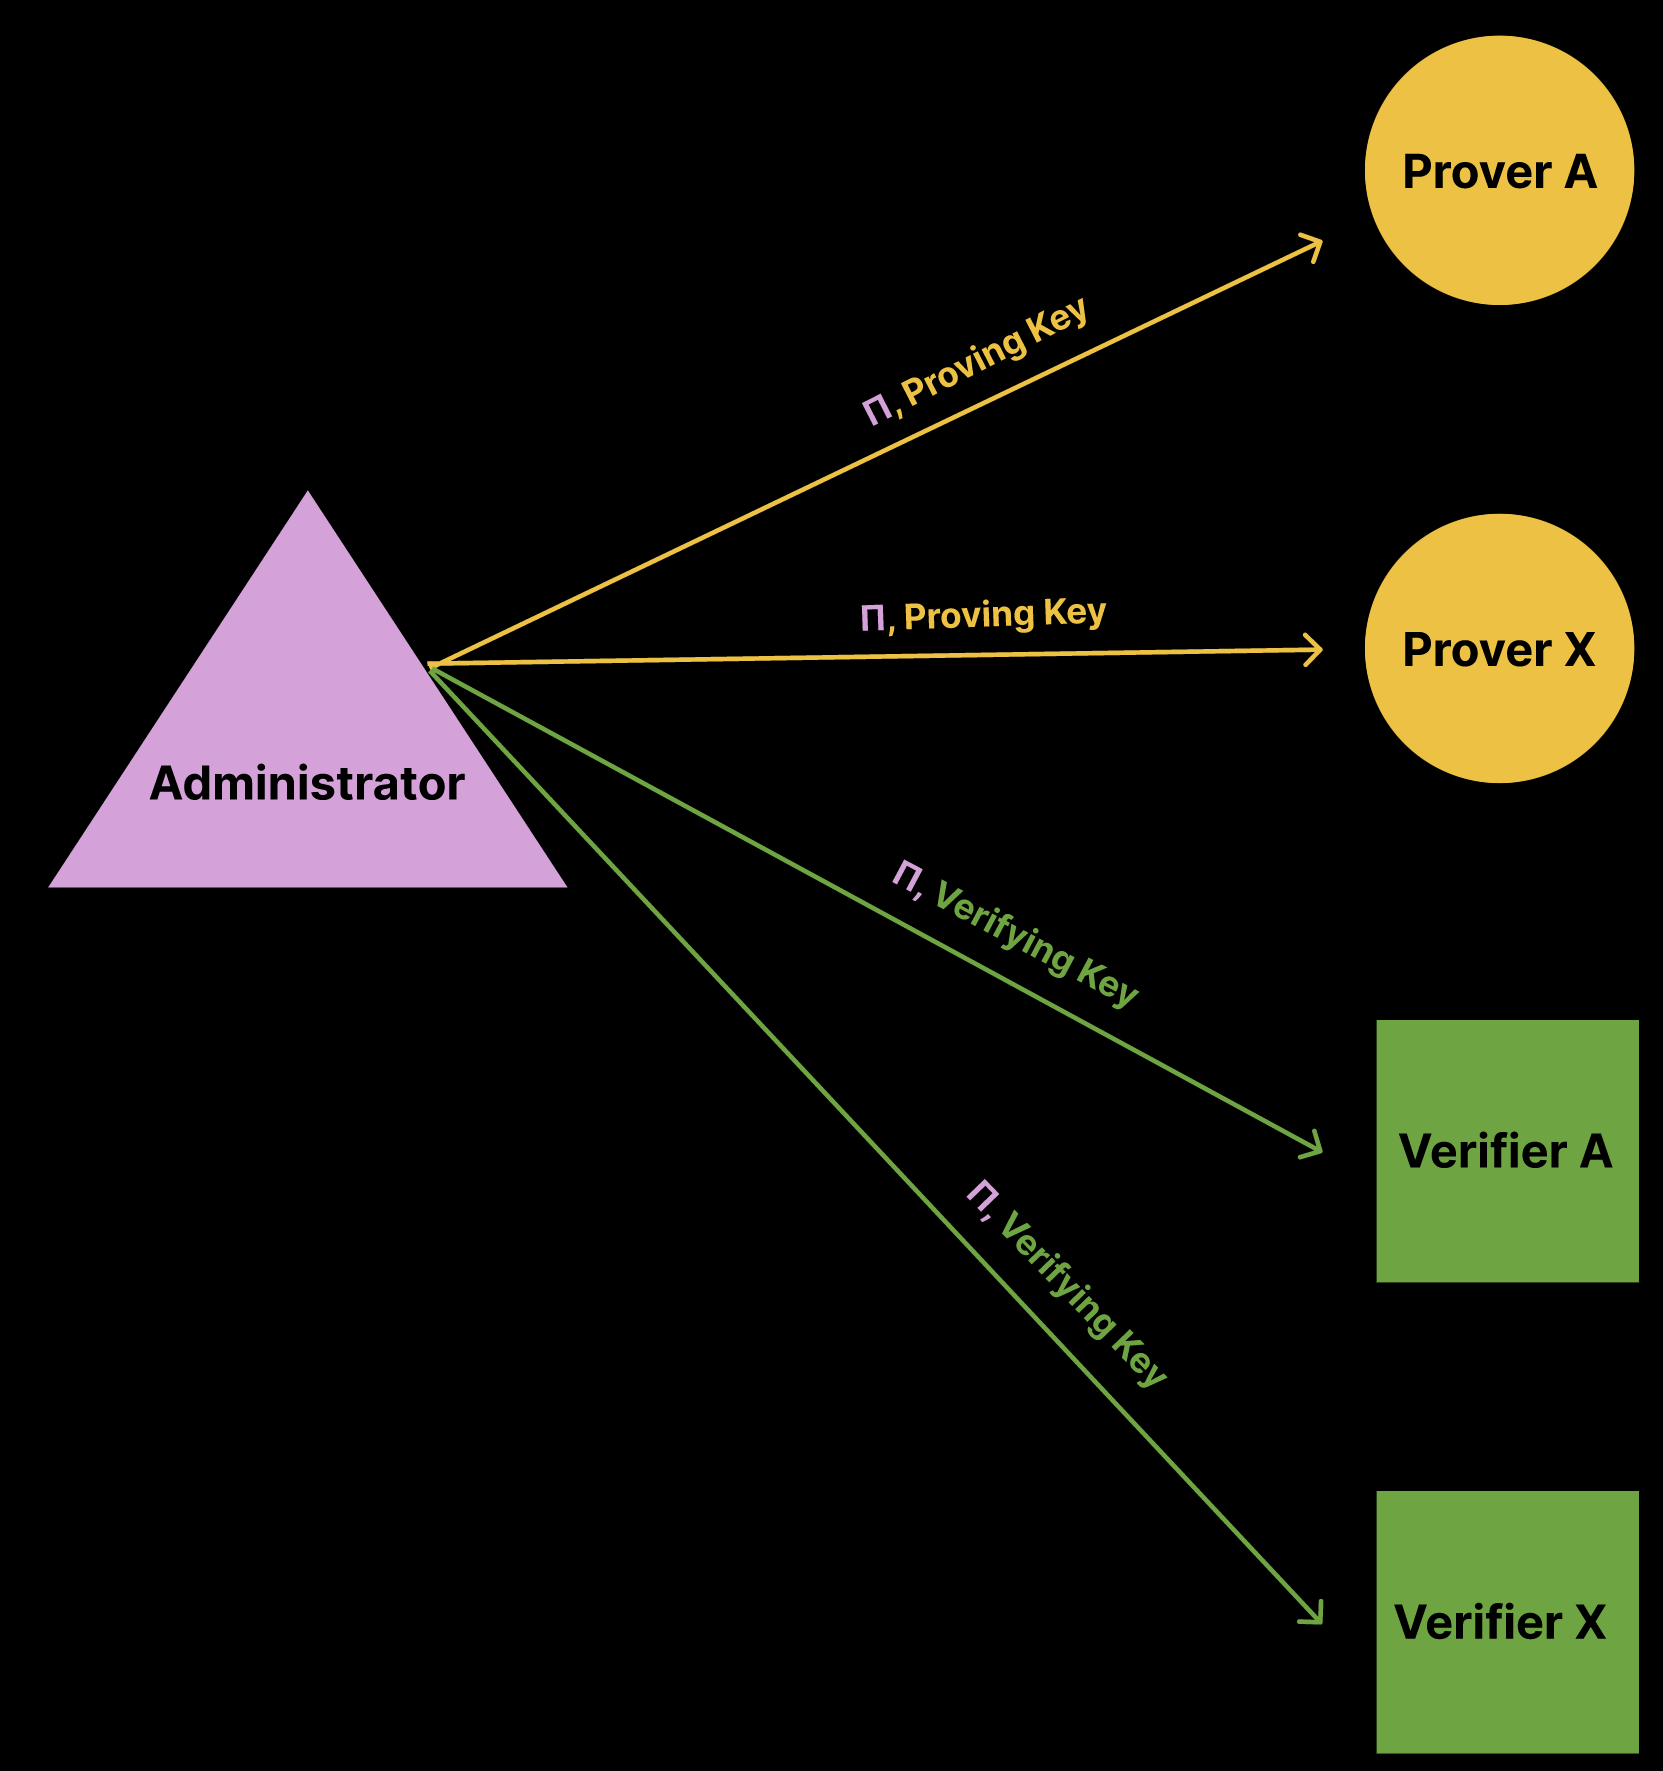 Prover A
П, Proving Key
П, Proving Key
Prover X
Administrator
П, Verifying Key
Verifier A
П, Verifying Key
Verifier X